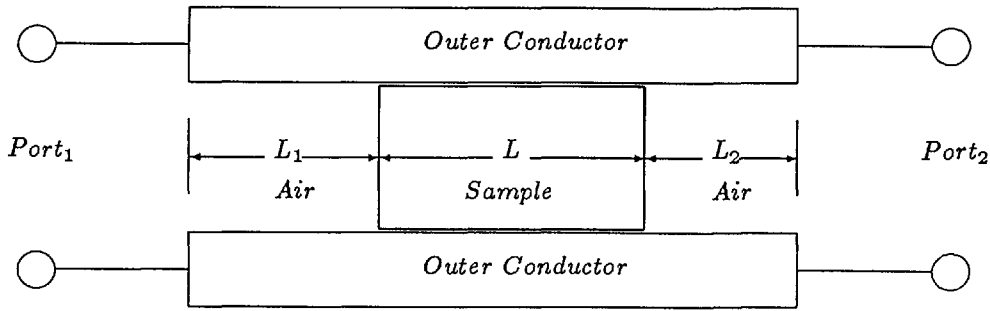 Outer Conductor
Port₁ L₁ L L₂ Port₂
Air Sample Air
Outer Conductor